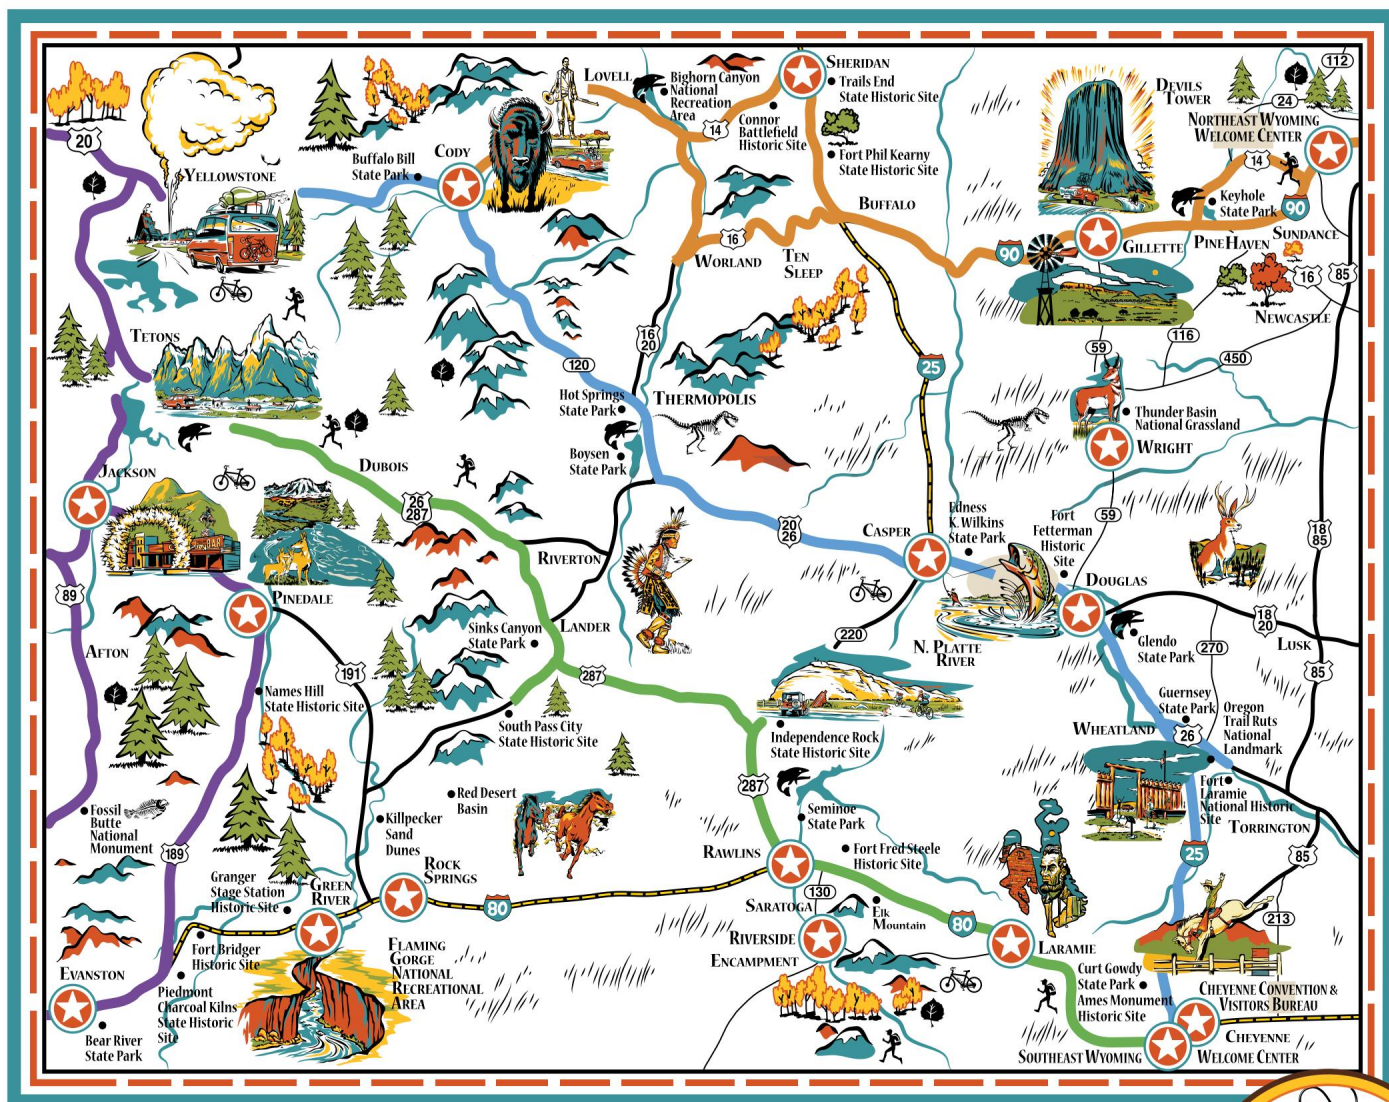 112
SHERIDAN
LOVELL
Bighorn Canyon
National
Recreation
Area
Trails End
State Historic Site
DEVILS
TOWER
24
NORTHEAST WYOMING
WELCOME CENTER
20
14
Connor
Battlefield
Historic Site
CODY
Buffalo Bill
State Park
Fort Phil Kearny
State Historic Site
14
YELLOWSTONE
Keyhole
State Park
90
BUFFALO
16
WORLAND
TEN
SLEEP
90
GILLETTE
PINE HAVEN
SUNDANCE
16
85
NEWCASTLE
TETONS
16
20
59
116
450
120
25
Hot Springs
State Park
THERMOPOLIS
Thunder Basin
National Grassland
WRIGHT
Boysen
State Park
JACKSON
DUBOIS
26
287
BAR
20
26
CASPER
Edness
K. Wilkins
State Park
Fort
Fetterman
Historic
Site
59
18
85
RIVERTON
89
PINEDALE
DOUGLAS
LANDER
Sinks Canyon
State Park
220
N. PLATTE
RIVER
Glendo
State Park
270
18
20
LUSK
AFTON
191
287
85
Names Hill
State Historic Site
South Pass City
State Historic Site
Independence Rock
State Historic Site
Guernsey
State Park
Oregon
Trail Ruts
National
Landmark
WHEATLAND
26
287
Fort
Laramie
National Historic
Site
TORRINGTON
Red Desert
Basin
Fossil
Butte
National
Monument
Killpecker
Sand
Dunes
Seminoe
State Park
189
RAWLINS
Fort Fred Steele
Historic Site
25
85
ROCK
SPRINGS
Granger
Stage Station
Historic Site
GREEN
RIVER
130
80
SARATOGA
Elk
Mountain
80
213
RIVERSIDE
ENCAMPMENT
LARAMIE
Fort Bridger
Historic Site
FLAMING
GORGE
NATIONAL
RECREATIONAL
AREA
EVANSTON
Piedmont
Charcoal Kilns
State Historic
Site
Curt Gowdy
State Park
Ames Monument
Historic Site
CHEYENNE CONVENTION &
VISITORS BUREAU
Bear River
State Park
CHEYENNE
SOUTHEAST WYOMING
WELCOME CENTER